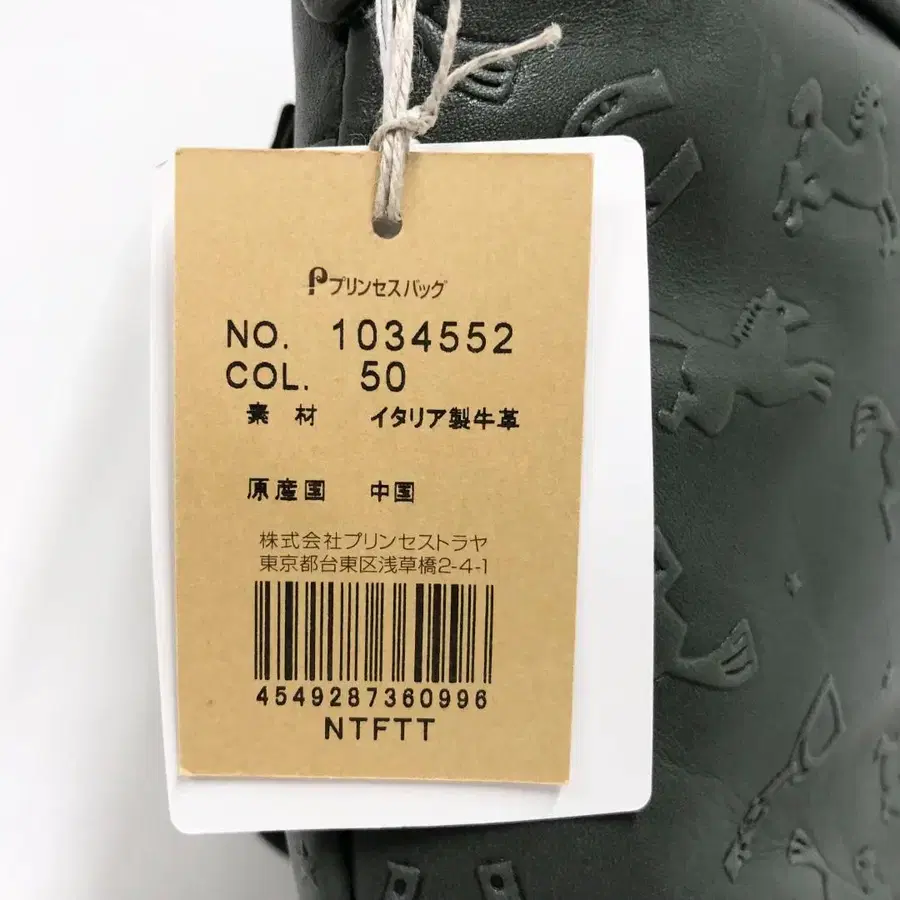 プリンセスバッグ
NO. 1034552
COL. 50
素材 イタリア製牛革
原産国 中国
株式会社プリンセストラヤ
東京都台東区浅草橋2-4-1
4549287360996
NTFTT